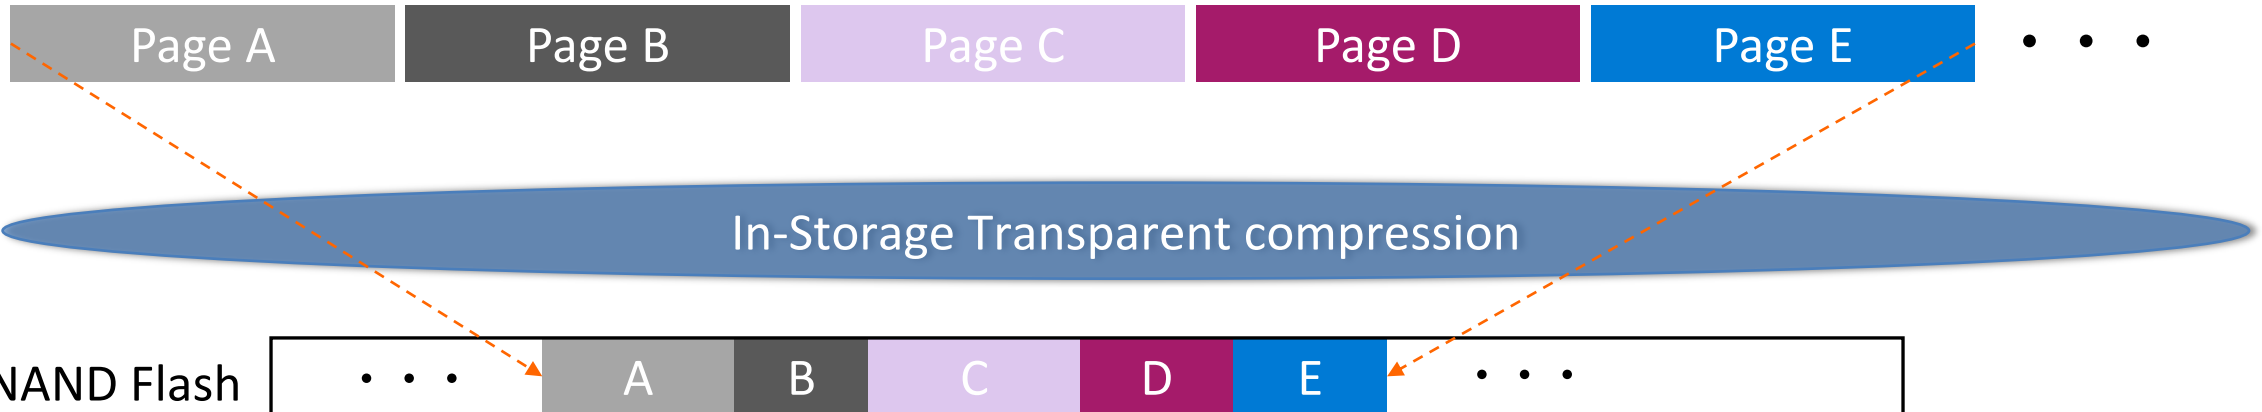 Page A Page B Page C Page D Page E • • •
In-Storage Transparent compression
NAND Flash • • • A B C D E • • •